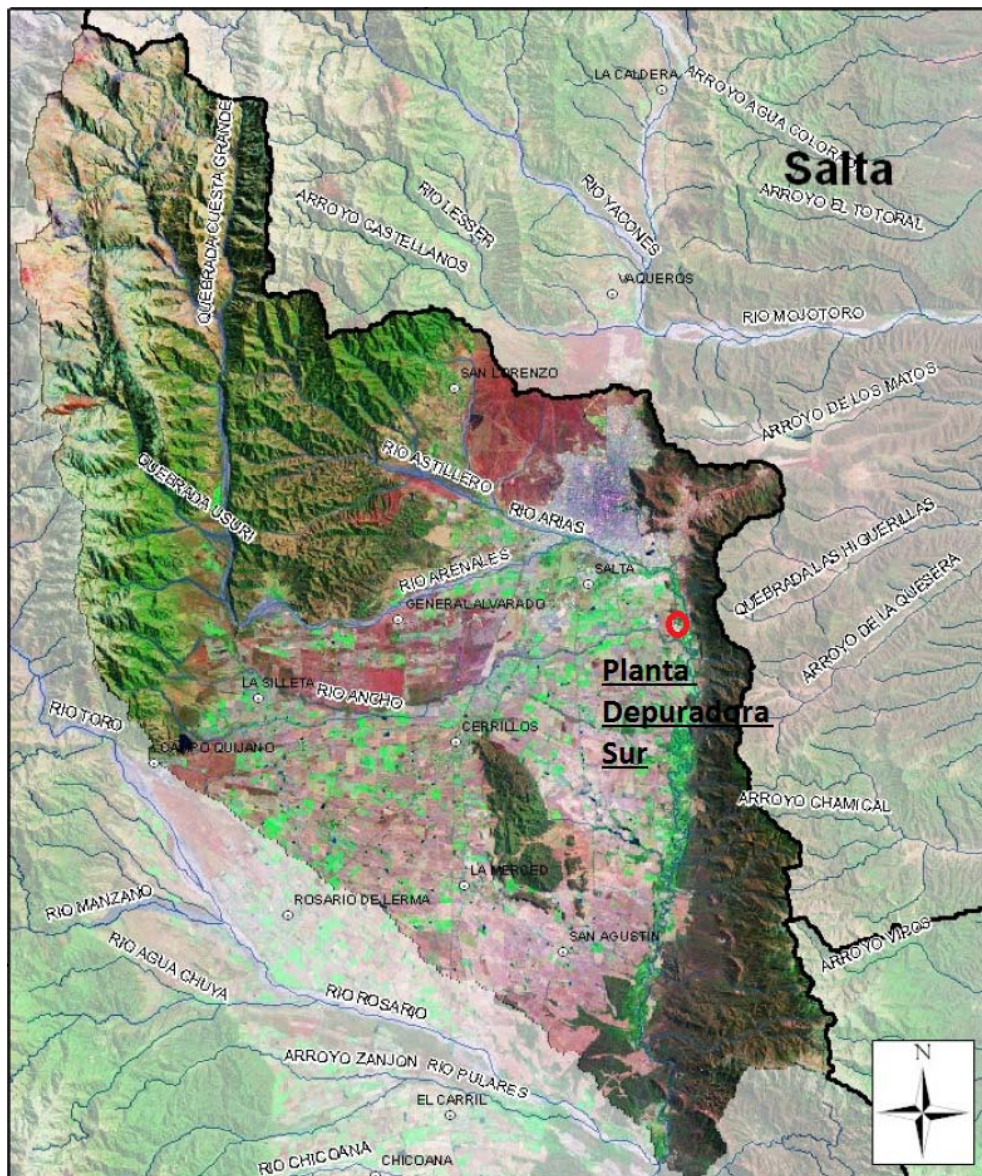 LA CALDERA
ARROYO AGUA COLORAD
Salta
QUEBRADA CUESTA GRANDE
RIO LESSER
ARROYO CASTELLANOS
RIO YACONES
ARROYO EL TOTORAL
VAQUEROS
RIO MOJOTORO
SAN LORENZO
ARROYO DE LOS MATOS
QUEBRADA USURI
RIO ASTILLERO
RIO ARIAS
RIO ARENALES
SALTA
QUEBRADA LAS HIGUERILLAS
GENERAL ALVARADO
ARROYO DE LA QUESERA
Planta
Depuradora
Sur
LA SILLETA
RIO ANCHO
RIO TORO
CERRILLOS
CAMPO QUIJANO
ARROYO CHAMICAL
LA MERCED
RIO MANZANO
ROSARIO DE LERMA
RIO AGUA CHUYA
SAN AGUSTIN
ARROYO VIPOS
RIO ROSARIO
ARROYO ZANJON
RIO PULARES
N
EL CARRIL
RIO CHICOANA
CHICOANA